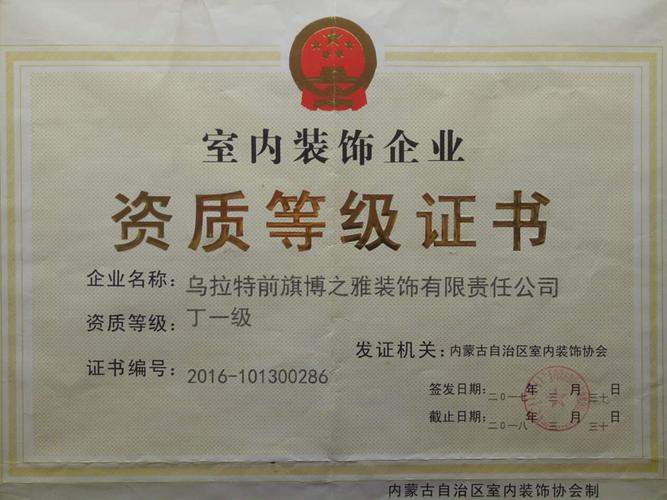 室内装饰企业
资质等级证书
企业名称：乌拉特前旗博之雅装饰有限责任公司
资质等级：丁一级
证书编号：2016-101300286
发证机关：内蒙古自治区室内装饰协会
签发日期：二〇一七年三月三十日
截止日期：二〇一八年三月三十日
内蒙古自治区室内装饰协会制